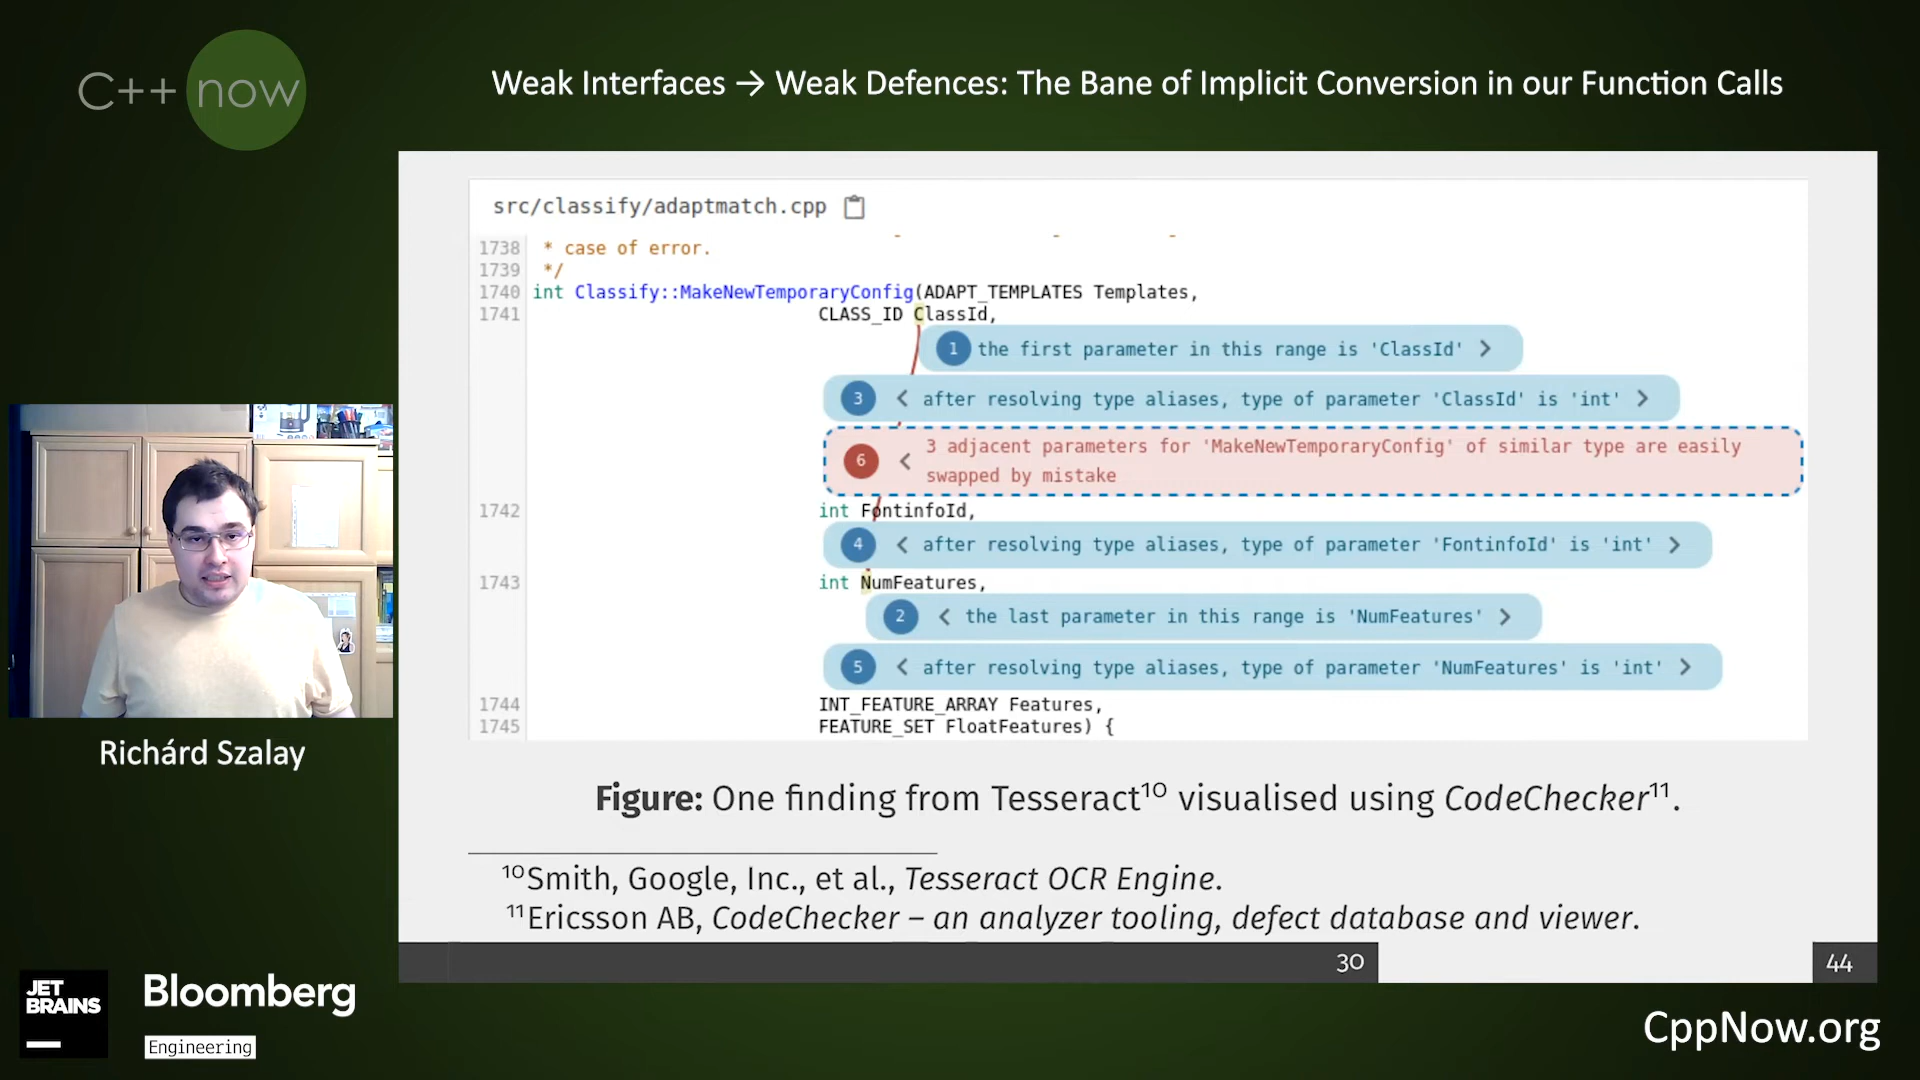 C++ now
Weak Interfaces → Weak Defences: The Bane of Implicit Conversion in our Function Calls
src/classify/adaptmatch.cpp
1738 * case of error.
1739 */
1740 int Classify::MakeNewTemporaryConfig(ADAPT_TEMPLATES Templates,
1741 CLASS_ID ClassId,
1 the first parameter in this range is 'ClassId' >
3 < after resolving type aliases, type of parameter 'ClassId' is 'int' >
6 < 3 adjacent parameters for 'MakeNewTemporaryConfig' of similar type are easily
swapped by mistake
1742 int FontinfoId,
4 < after resolving type aliases, type of parameter 'FontinfoId' is 'int' >
1743 int NumFeatures,
2 < the last parameter in this range is 'NumFeatures' >
5 < after resolving type aliases, type of parameter 'NumFeatures' is 'int' >
1744 INT_FEATURE_ARRAY Features,
1745 FEATURE_SET FloatFeatures) {
Richárd Szalay
Figure: One finding from Tesseract¹⁰ visualised using CodeChecker¹¹.
¹⁰Smith, Google, Inc., et al., Tesseract OCR Engine.
¹¹Ericsson AB, CodeChecker – an analyzer tooling, defect database and viewer.
30
44
JET
BRAINS
Bloomberg
Engineering
CppNow.org